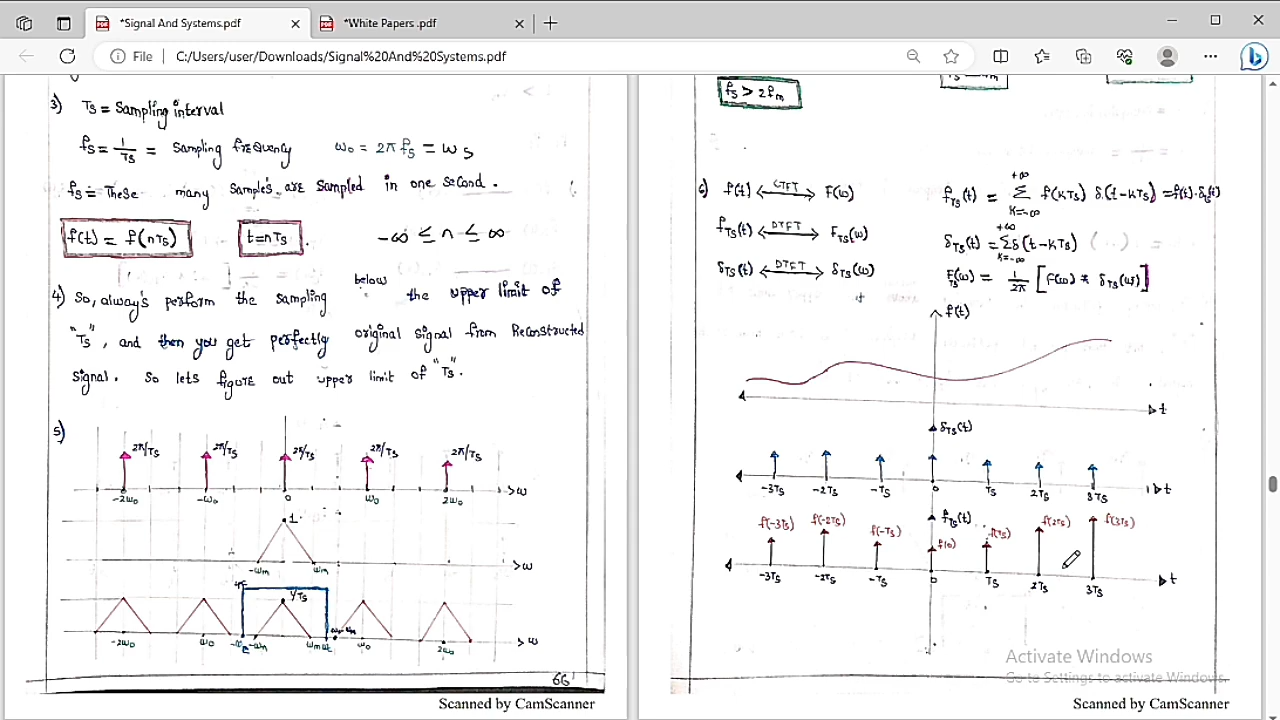 *Signal And Systems.pdf
*White Papers .pdf
File
C:/Users/user/Downloads/Signal%20And%20Systems.pdf
3) Ts = Sampling interval
fs = 1/Ts = Sampling frequency   ω₀ = 2π fs = ωs
fs = These many Sample's are Sampled in one second.
f(t) = f(nTs)   t=nTs   -∞ ≤ n ≤ ∞
4) So, always perform the sampling below the upper limit of
"Ts", and then you get perfectly original signal from Reconstructed
signal. So lets figure out upper limit of "Ts".
5)
2π/Ts 2π/Ts 2π/Ts 2π/Ts 2π/Ts
-2ω₀ -ω₀ 0 ω₀ 2ω₀ >ω
1
-ωm ωm >ω
1/Ts
-2ω₀ ω₀ -ωm ω₀ 2ω₀ >ω
66
Scanned by CamScanner
fs > 2fm
6) f(t) ⟷ F(ω)   CTFT
fTs(t) = Σ f(kTs) δ(t-kTs) = f(t)·δs(t)
+∞
K=-∞
fTs(t) ⟷ FTs(ω)   DTFT
δTs(t) = Σδ(t-kTs)
+∞
K=-∞
δTs(t) ⟷ δTs(ω)   DTFT
FTs(ω) = 1/2π [F(ω) * δTs(ω)]
f(t)
t
δTs(t)
-3Ts -2Ts -Ts 0 Ts 2Ts 3Ts t
fTs(t)
f(-3Ts) f(-2Ts) f(-Ts) f(0) f(Ts) f(2Ts) f(3Ts)
-3Ts -2Ts -Ts 0 Ts 2Ts 3Ts t
Activate Windows
Go to Settings to activate Windows.
Scanned by CamScanner